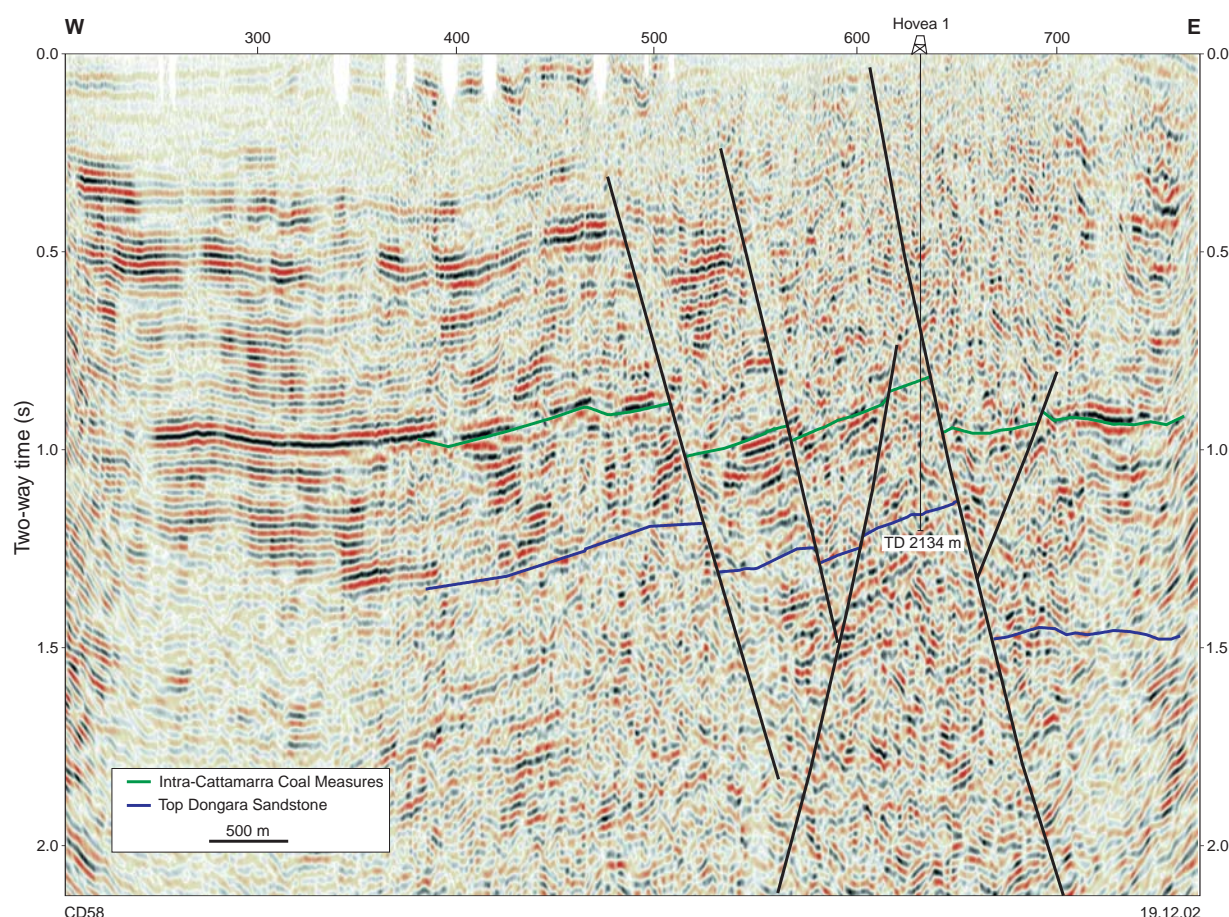 Hovea 1
W
E
300
400
500
600
700
0.0
0.0
0.5
0.5
Two-way time (s)
1.0
1.0
TD 2134 m
1.5
1.5
Intra-Cattamarra Coal Measures
Top Dongara Sandstone
500 m
2.0
2.0
CD58
19.12.02